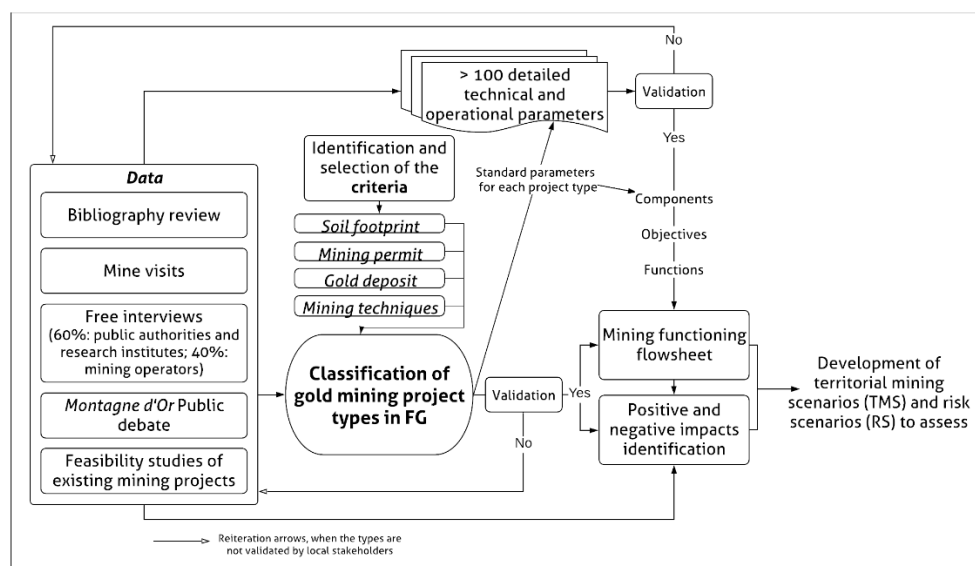 No
> 100 detailed
technical and
operational parameters
Validation
Yes
Identification and
selection of the
criteria
Standard parameters
for each project type
Data
Bibliography review
Mine visits
Free interviews
(60%: public authorities and
research institutes; 40%:
mining operators)
Montagne d'Or Public
debate
Feasibility studies of
existing mining projects
Soil footprint
Mining permit
Gold deposit
Mining techniques
Components
Objectives
Functions
Classification of
gold mining project
types in FG
Validation
Yes
No
Mining functioning
flowsheet
Positive and
negative impacts
identification
Development of
territorial mining
scenarios (TMS) and risk
scenarios (RS) to assess
Reiteration arrows, when the types are
not validated by local stakeholders